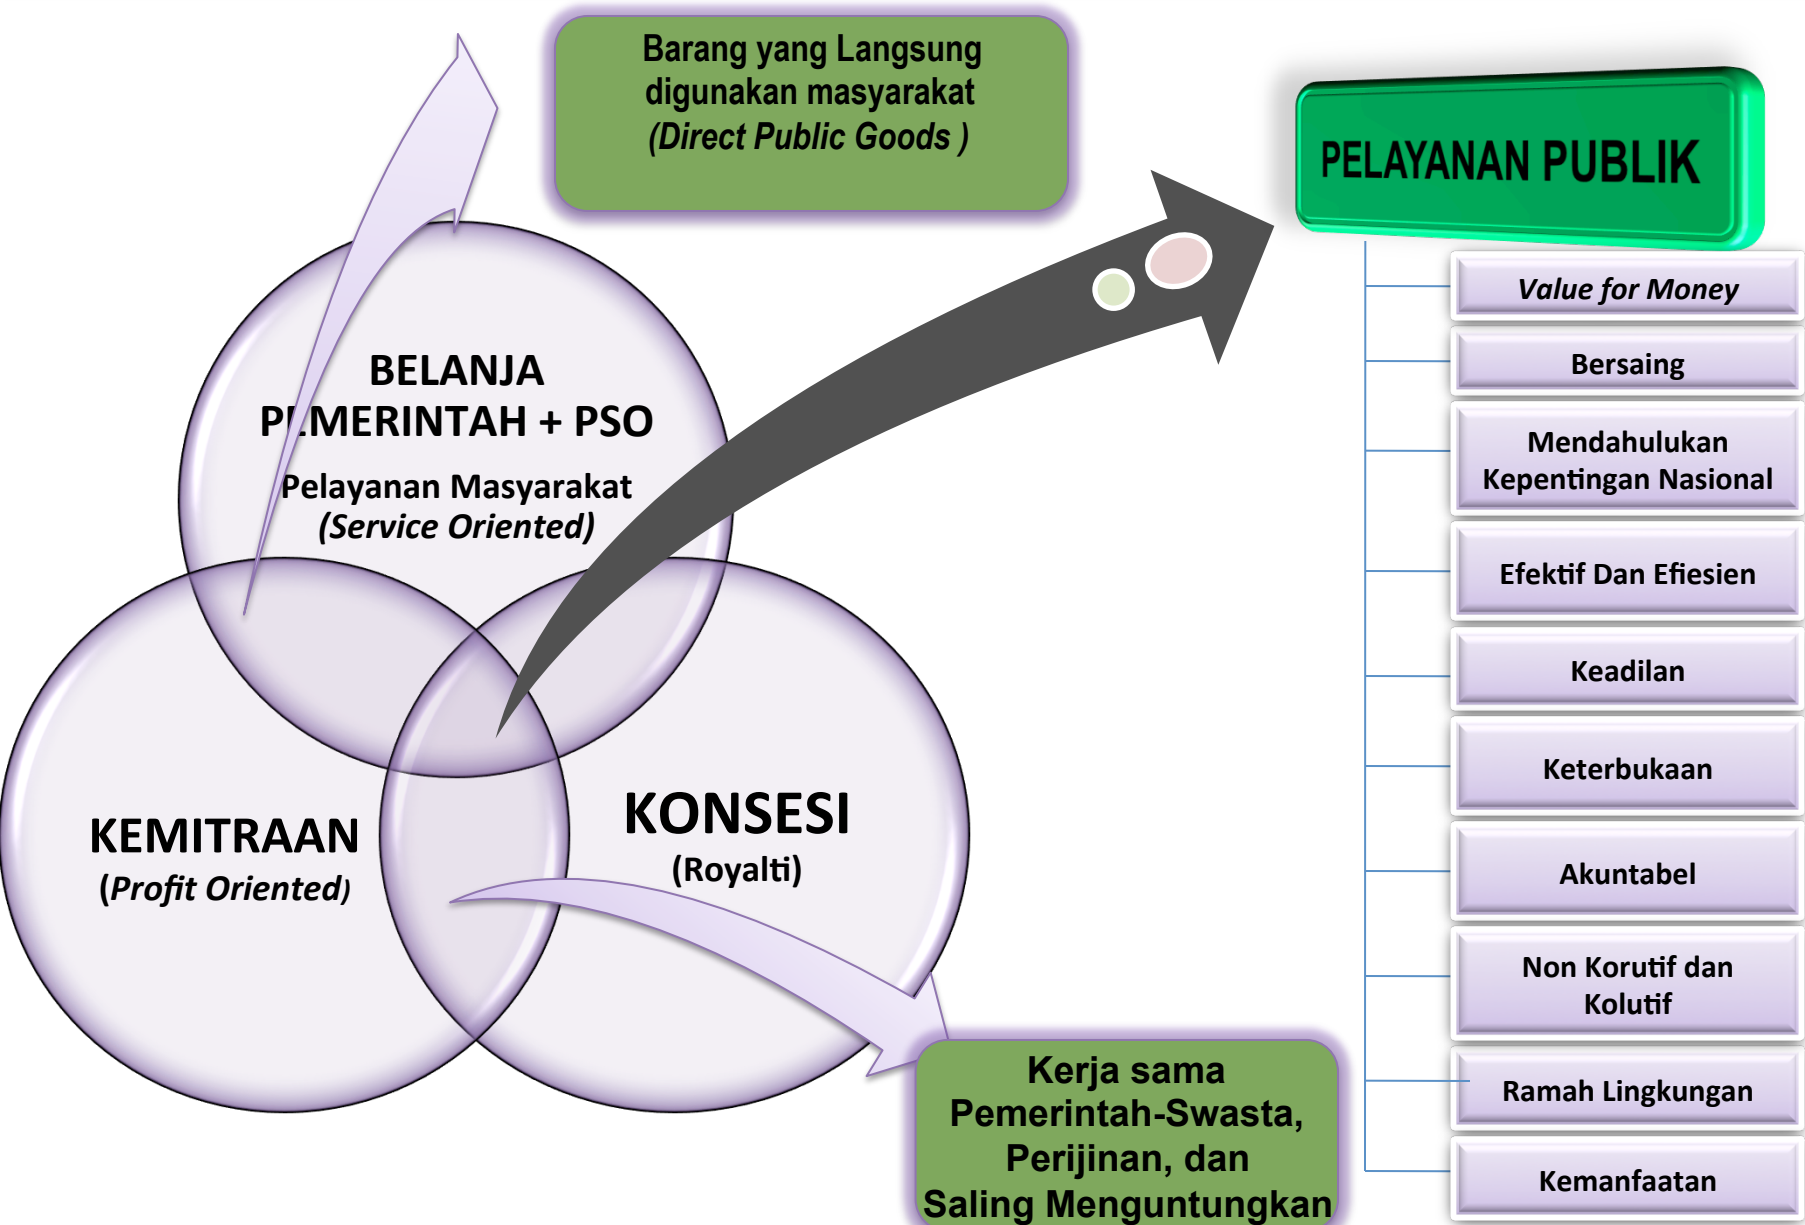 Barang yang Langsung
digunakan masyarakat
(Direct Public Goods )
PELAYANAN PUBLIK
Value for Money
Bersaing
Mendahulukan
Kepentingan Nasional
Efektif Dan Efiesien
Keadilan
Keterbukaan
Akuntabel
Non Korutif dan
Kolutif
Ramah Lingkungan
Kemanfaatan
BELANJA
PEMERINTAH + PSO
Pelayanan Masyarakat
(Service Oriented)
KEMITRAAN
(Profit Oriented)
KONSESI
(Royalti)
Kerja sama
Pemerintah-Swasta,
Perijinan, dan
Saling Menguntungkan